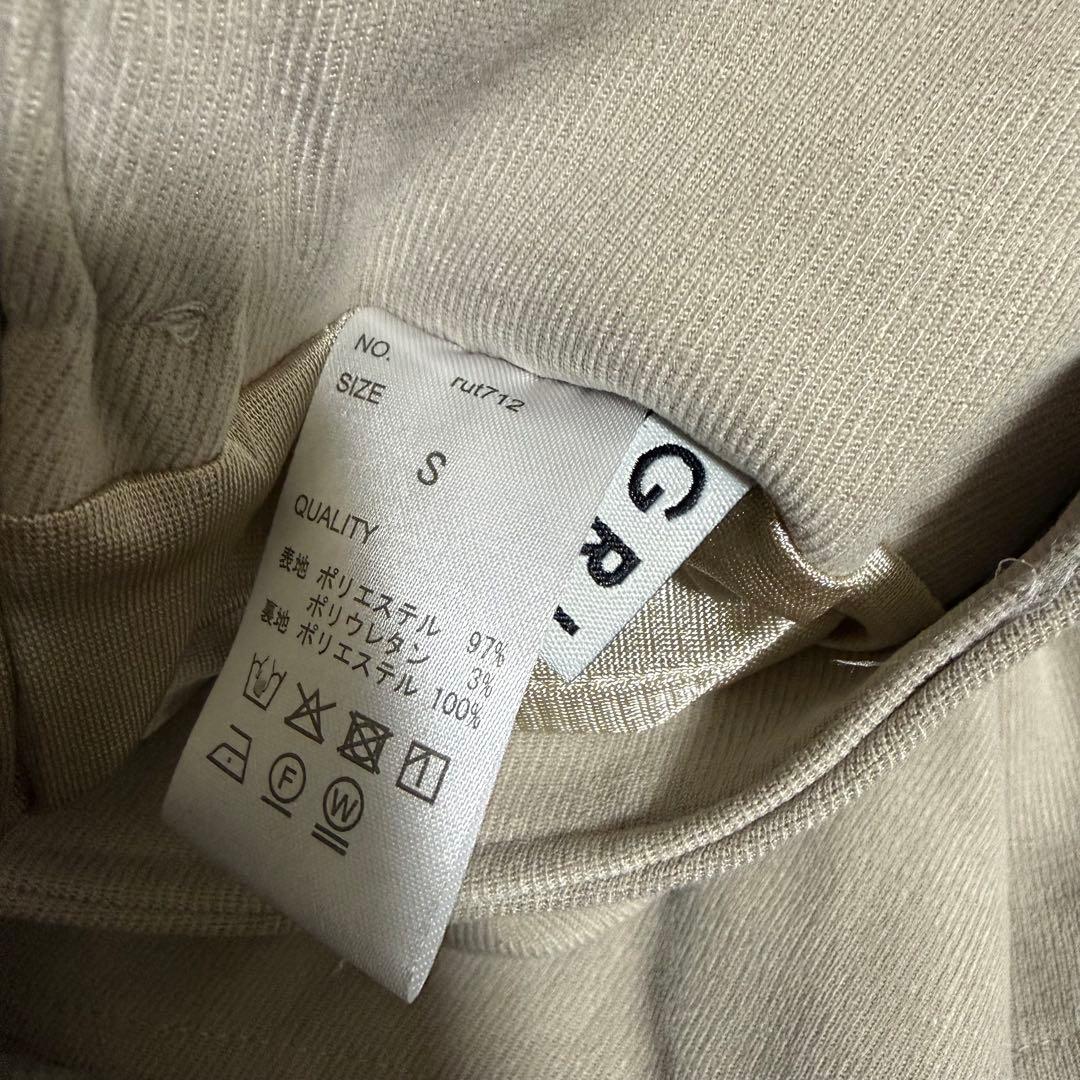 NO. rut712
SIZE
S
QUALITY
表地 ポリエステル 97%
ポリウレタン 3%
裏地 ポリエステル 100%
F
W
GRI